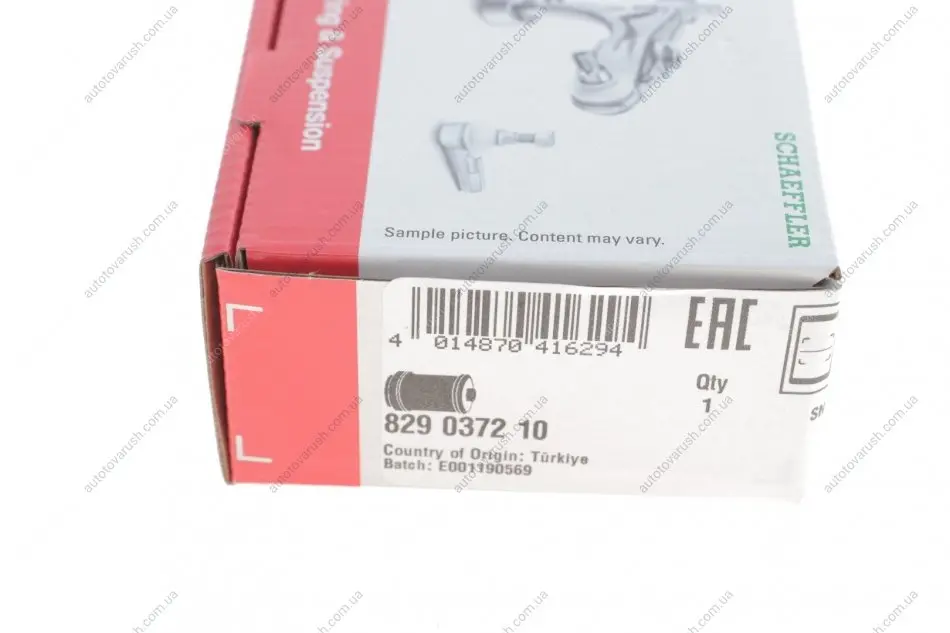 ing & Suspension
SCHAEFFLER
Sample picture. Content may vary.
4 014870 416294
EAC
Qty
1
829 0372 10
Country of Origin: Türkiye
Batch: E001190569
autotovarush.com.ua